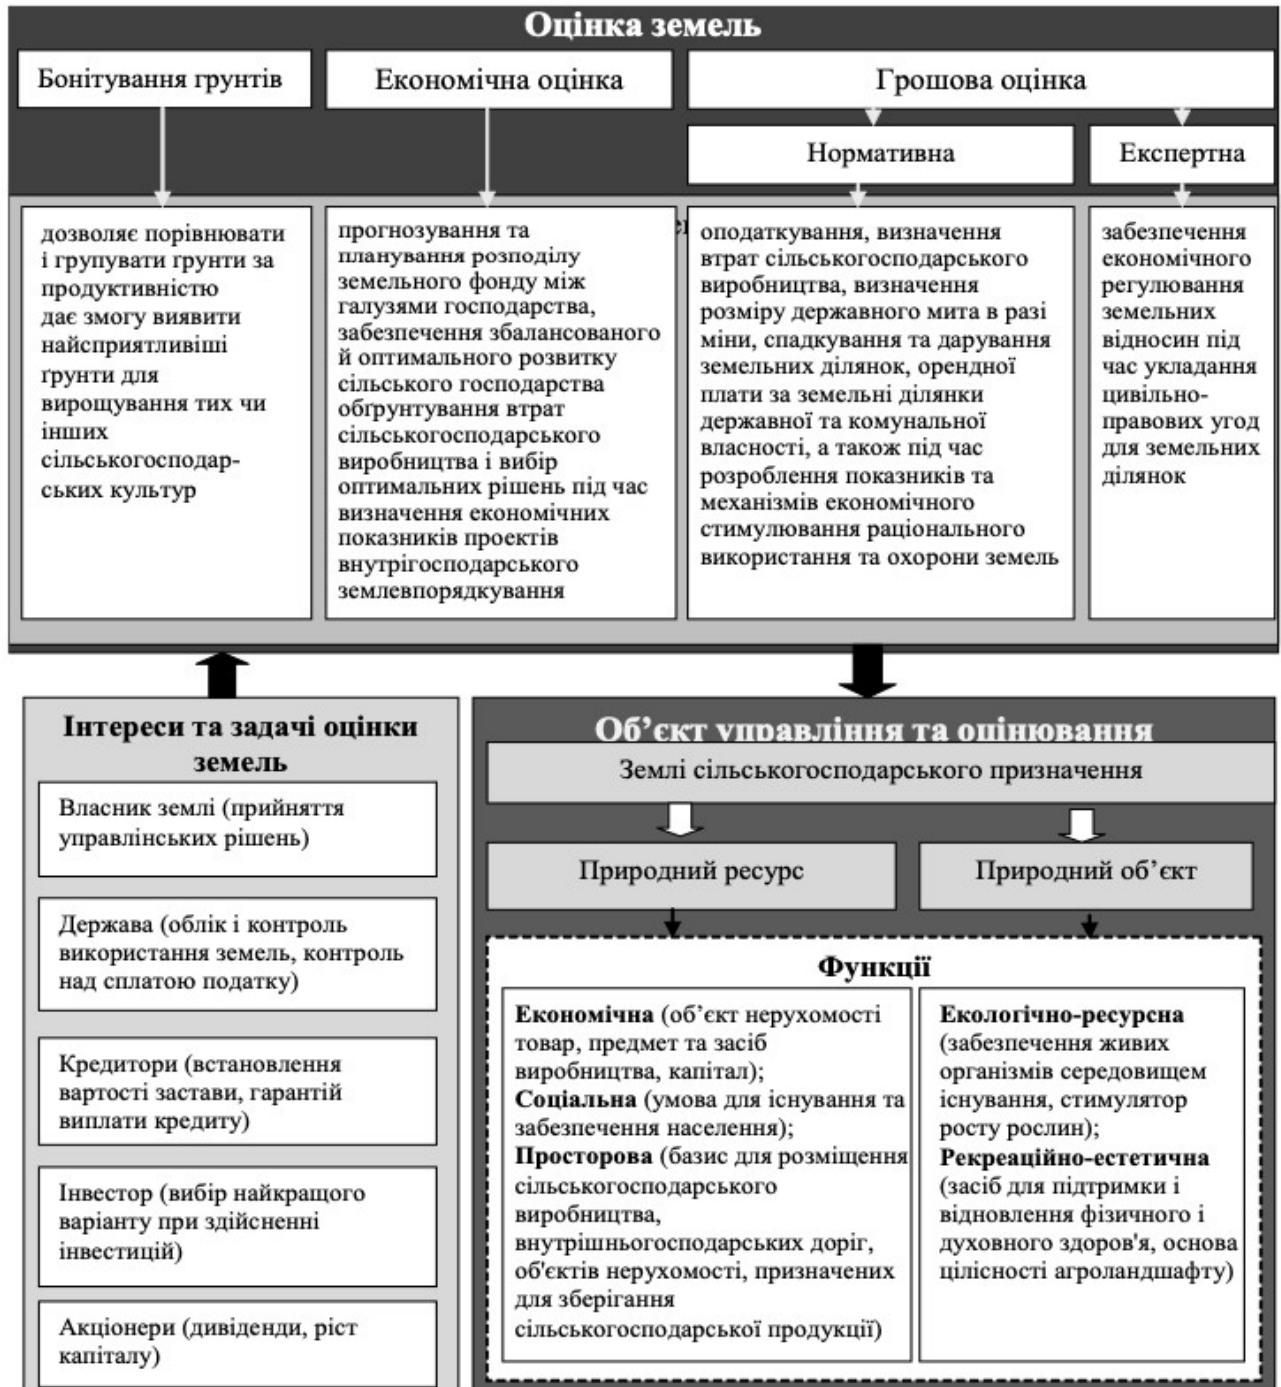 Оцінка земель
Бонітування грунтів
Економічна оцінка
Грошова оцінка
Нормативна
Експертна
дозволяє порівнювати
і групувати ґрунти за
продуктивністю
дає змогу виявити
найсприятливіші
ґрунти для
вирощування тих чи
інших
сільськогосподар-
ських культур
прогнозування та
планування розподілу
земельного фонду між
галузями господарства,
забезпечення збалансованого
й оптимального розвитку
сільського господарства
обґрунтування втрат
сільськогосподарського
виробництва і вибір
оптимальних рішень під час
визначення економічних
показників проектів
внутрігосподарського
землевпорядкування
оподаткування, визначення
втрат сільськогосподарського
виробництва, визначення
розміру державного мита в разі
міни, спадкування та дарування
земельних ділянок, орендної
плати за земельні ділянки
державної та комунальної
власності, а також під час
розроблення показників та
механізмів економічного
стимулювання раціонального
використання та охорони земель
забезпечення
економічного
регулювання
земельних
відносин під
час укладання
цивільно-
правових угод
для земельних
ділянок
Інтереси та задачі оцінки
земель
Власник землі (прийняття
управлінських рішень)
Держава (облік і контроль
використання земель, контроль
над сплатою податку)
Кредитори (встановлення
вартості застави, гарантій
виплати кредиту)
Інвестор (вибір найкращого
варіанту при здійсненні
інвестицій)
Акціонери (дивіденди, ріст
капіталу)
Об’єкт управління та оцінювання
Землі сільськогосподарського призначення
Природний ресурс
Природний об’єкт
Функції
Економічна (об’єкт нерухомості
товар, предмет та засіб
виробництва, капітал);
Соціальна (умова для існування та
забезпечення населення);
Просторова (базис для розміщення
сільськогосподарського
виробництва,
внутрішньогосподарських доріг,
об'єктів нерухомості, призначених
для зберігання
сільськогосподарської продукції)
Екологічно-ресурсна
(забезпечення живих
організмів середовищем
існування, стимулятор
росту рослин);
Рекреаційно-естетична
(засіб для підтримки і
відновлення фізичного і
духовного здоров'я, основа
цілісності агроландшафту)